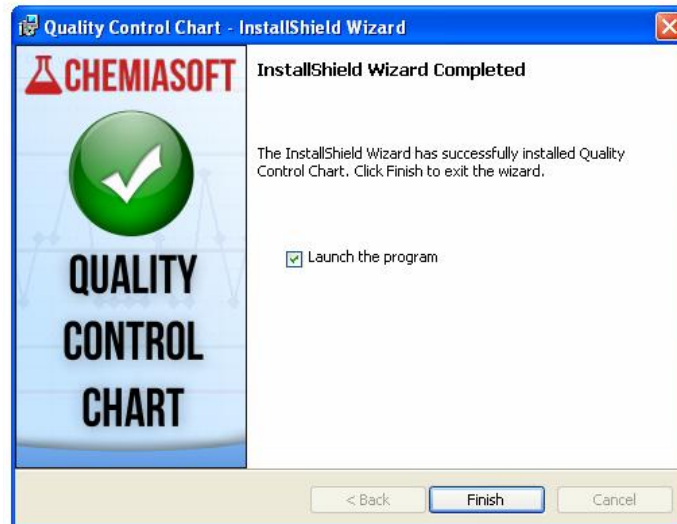 Quality Control Chart - InstallShield Wizard
CHEMIASOFT
QUALITY
CONTROL
CHART
InstallShield Wizard Completed
The InstallShield Wizard has successfully installed Quality
Control Chart. Click Finish to exit the wizard.
Launch the program
< Back
Finish
Cancel